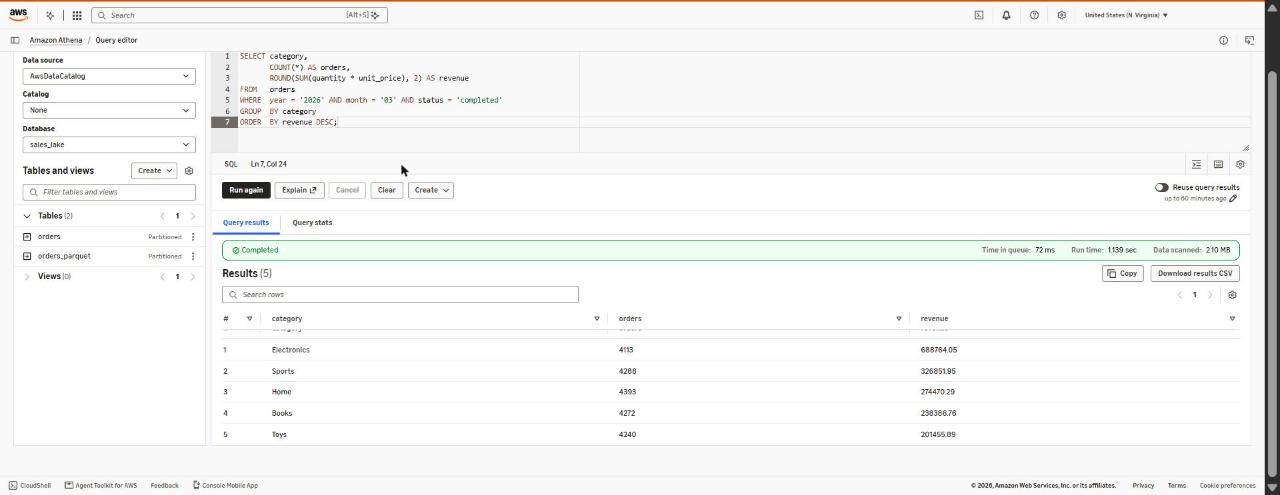 aws
Search [Alt+S]
United States (N. Virginia)
Amazon Athena / Query editor
Data source
AwsDataCatalog
Catalog
None
Database
sales_lake
Tables and views Create
Filter tables and views
Tables (2) 1
orders Partitioned
orders_parquet Partitioned
Views (0) 1
1 SELECT category,
2 COUNT(*) AS orders,
3 ROUND(SUM(quantity * unit_price), 2) AS revenue
4 FROM orders
5 WHERE year = '2026' AND month = '03' AND status = 'completed'
6 GROUP BY category
7 ORDER BY revenue DESC;
SQL Ln 7, Col 24
Run again Explain Cancel Clear Create
Reuse query results
up to 60 minutes ago
Query results Query stats
Completed Time in queue: 72 ms Run time: 1.139 sec Data scanned: 2.10 MB
Results (5) Copy Download results CSV
Search rows 1
# category orders revenue
1 Electronics 4113 688764.05
2 Sports 4288 326851.95
3 Home 4393 274470.29
4 Books 4272 238386.76
5 Toys 4240 201455.89
CloudShell Agent Toolkit for AWS Feedback Console Mobile App © 2026, Amazon Web Services, Inc. or its affiliates. Privacy Terms Cookie preferences